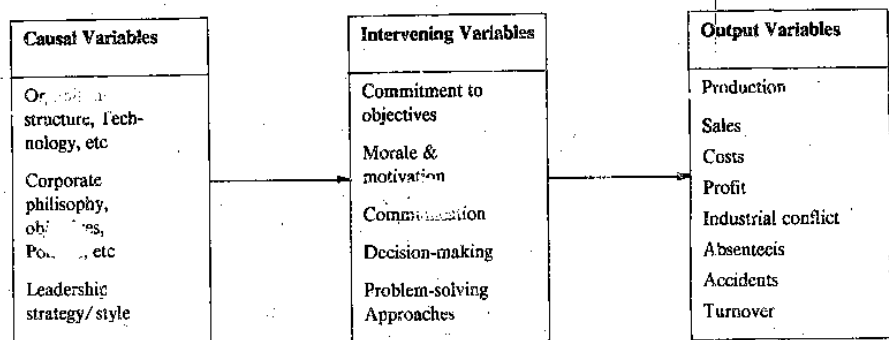 Causal Variables
structure, Tech-
nology, etc
Corporate
philisophy,
etc
Leadership
strategy/style
Intervening Variables
Commitment to
objectives
Morale &
motivation
Decision-making
Problem-solving
Approaches
Output Variables
Production
Sales
Costs
Profit
Industrial conflict
Absenteeis
Accidents
Turnover